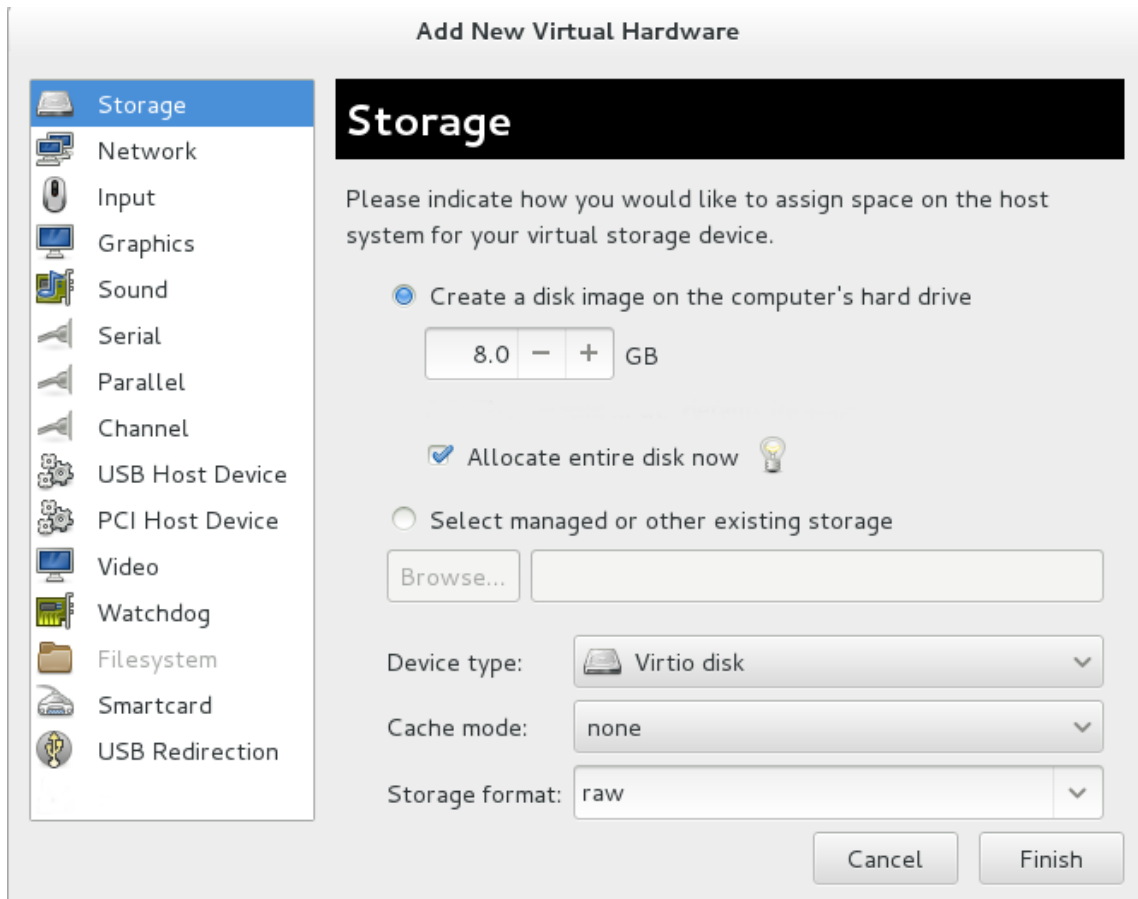 Add New Virtual Hardware
Storage
Network
Input
Graphics
Sound
Serial
Parallel
Channel
USB Host Device
PCI Host Device
Video
Watchdog
Filesystem
Smartcard
USB Redirection
Storage
Please indicate how you would like to assign space on the host
system for your virtual storage device.
Create a disk image on the computer's hard drive
8.0 − + GB
Allocate entire disk now
Select managed or other existing storage
Browse...
Device type: Virtio disk
Cache mode: none
Storage format: raw
Cancel Finish